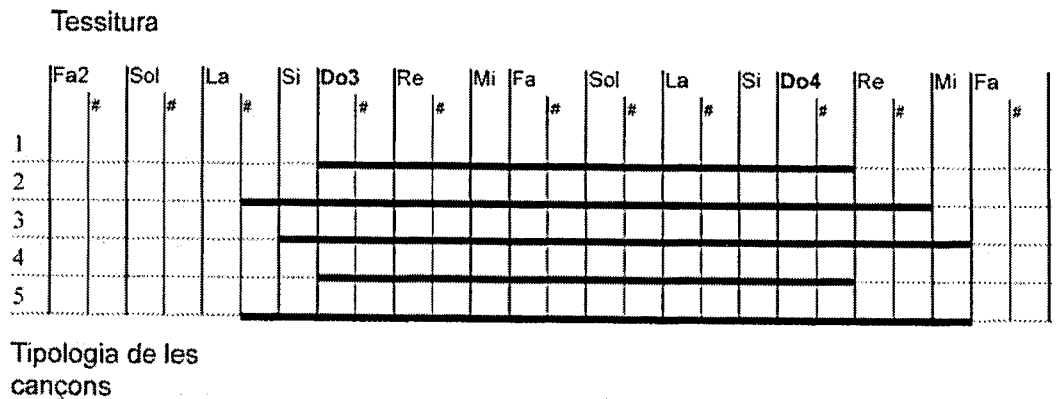 Tessitura
Fa2 Sol La Si Do3 Re Mi Fa Sol La Si Do4 Re Mi Fa
# # # # # # # # # # #
1
2
3
4
5
Tipologia de les
cançons